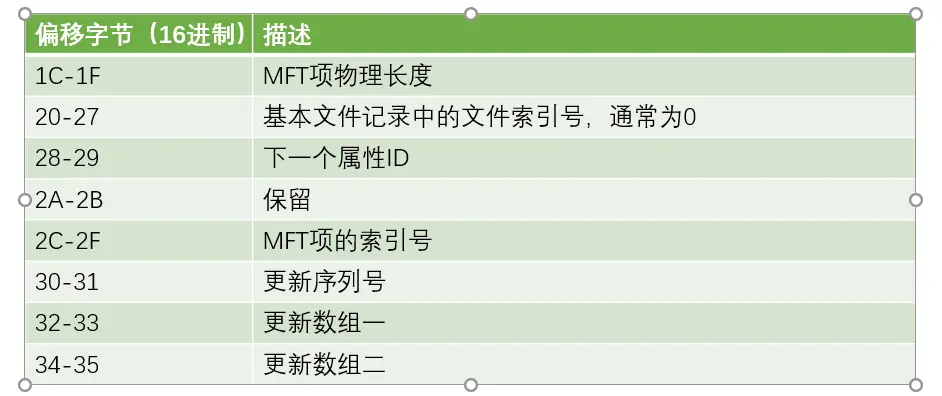 偏移字节（16进制） 描述
1C-1F MFT项物理长度
20-27 基本文件记录中的文件索引号，通常为0
28-29 下一个属性ID
2A-2B 保留
2C-2F MFT项的索引号
30-31 更新序列号
32-33 更新数组一
34-35 更新数组二